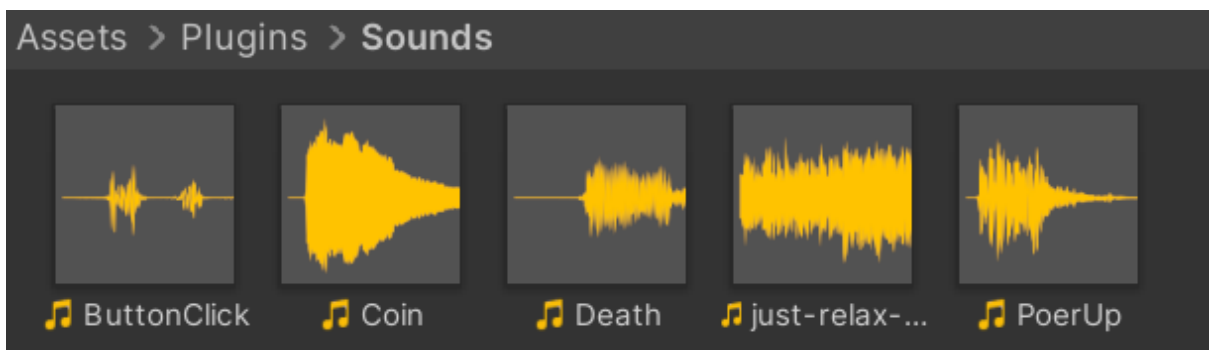 Assets > Plugins > Sounds
ButtonClick
Coin
Death
just-relax-...
PoerUp